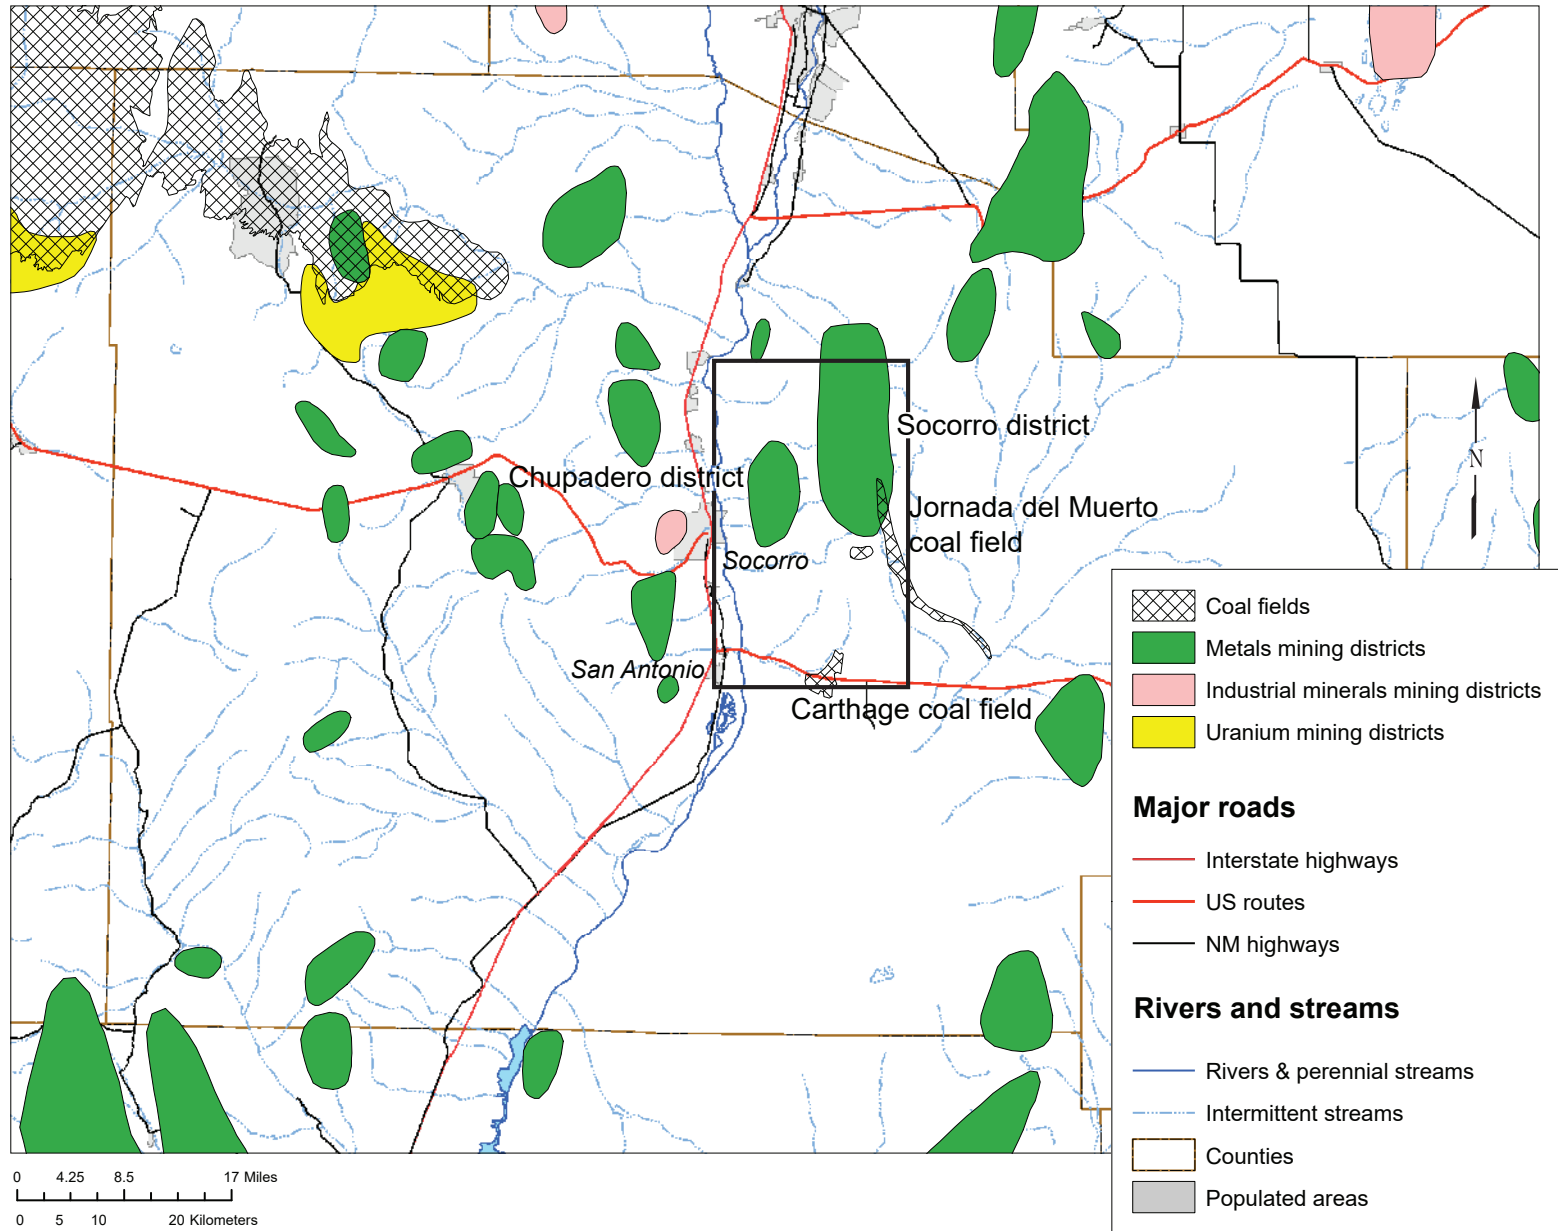 Socorro district
Chupadero district
Jornada del Muerto
coal field
Socorro
San Antonio
Carthage coal field
N
Coal fields
Metals mining districts
Industrial minerals mining districts
Uranium mining districts
Major roads
Interstate highways
US routes
NM highways
Rivers and streams
Rivers & perennial streams
Intermittent streams
Counties
Populated areas
0 4.25 8.5 17 Miles
0 5 10 20 Kilometers